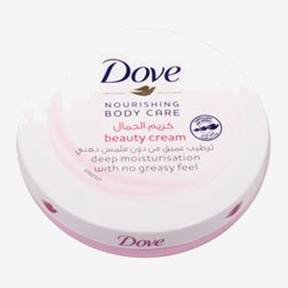 Dove
NOURISHING
BODY CARE
كريم الجمال
beauty cream
ترطيب عميق من دون ملمس دهني
deep moisturisation
with no greasy feel
Dove